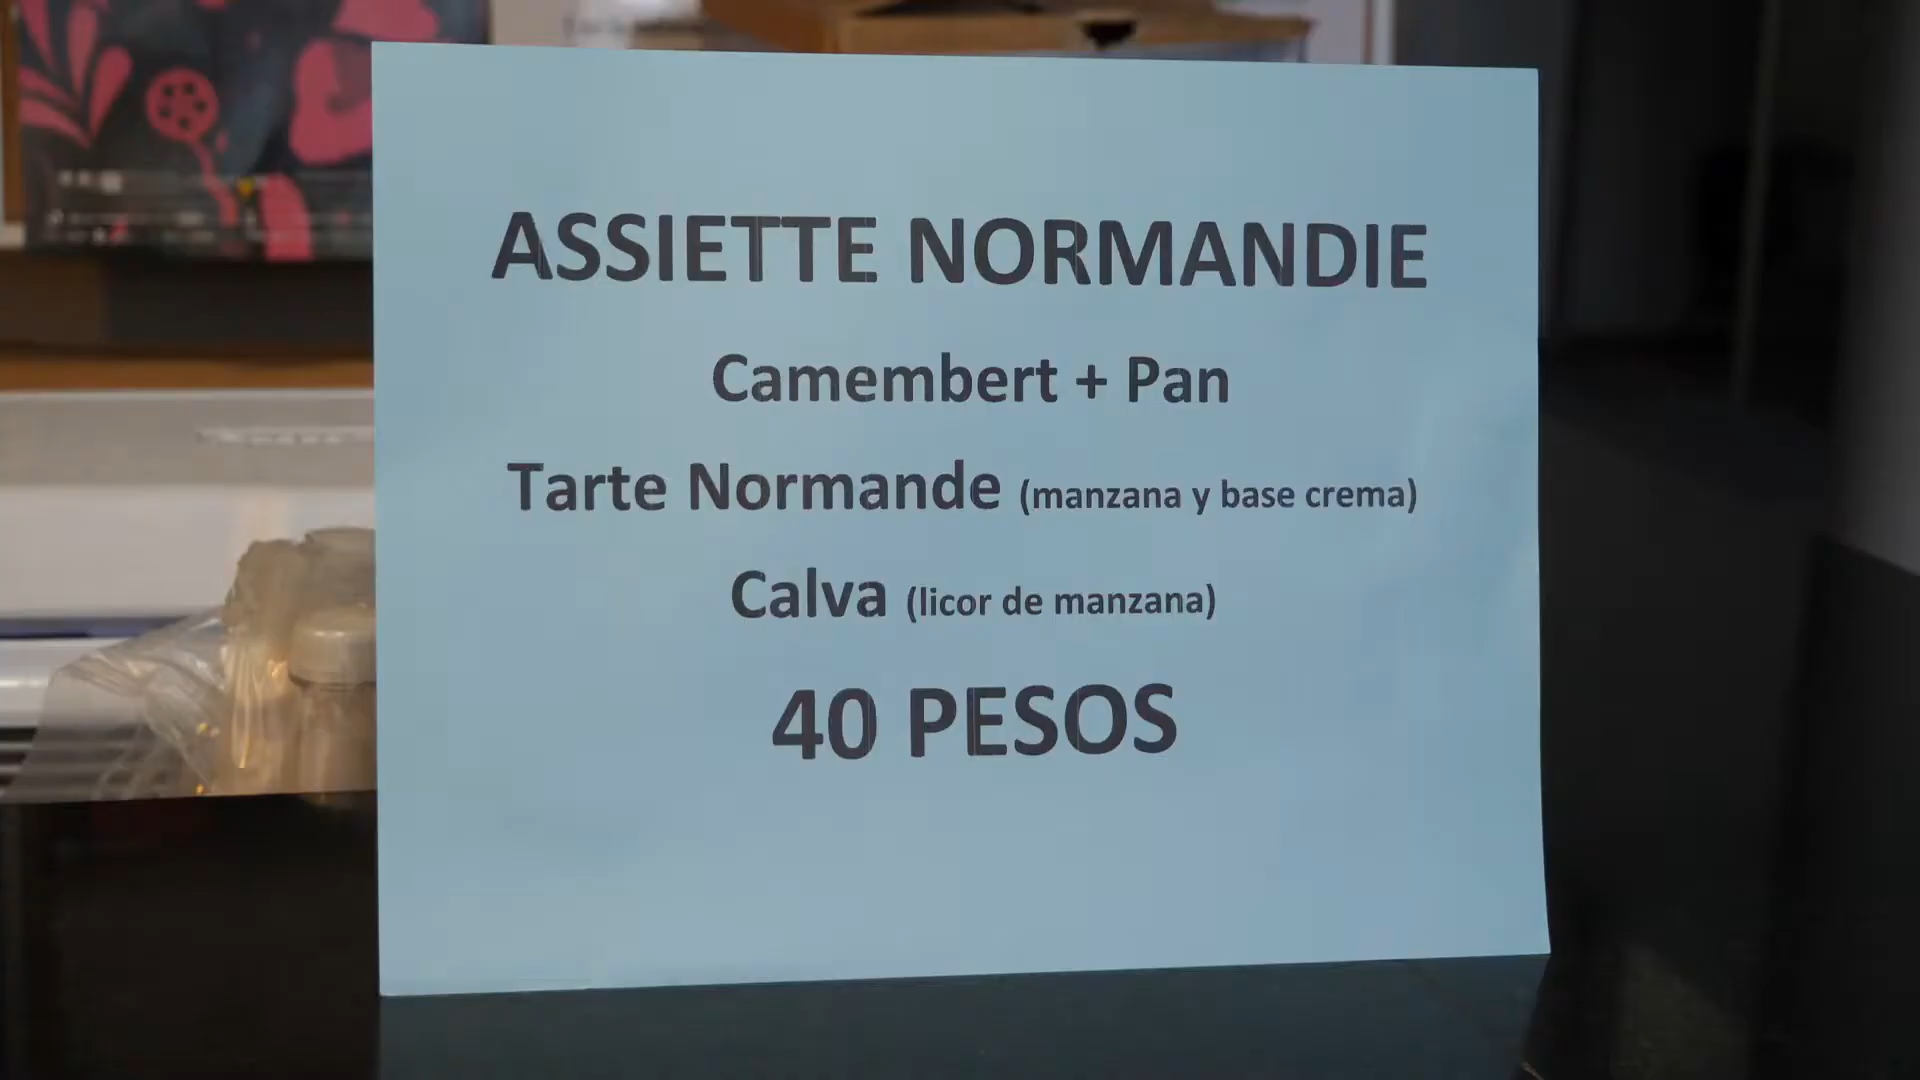 ASSIETTE NORMANDIE
Camembert + Pan
Tarte Normande (manzana y base crema)
Calva (licor de manzana)
40 PESOS